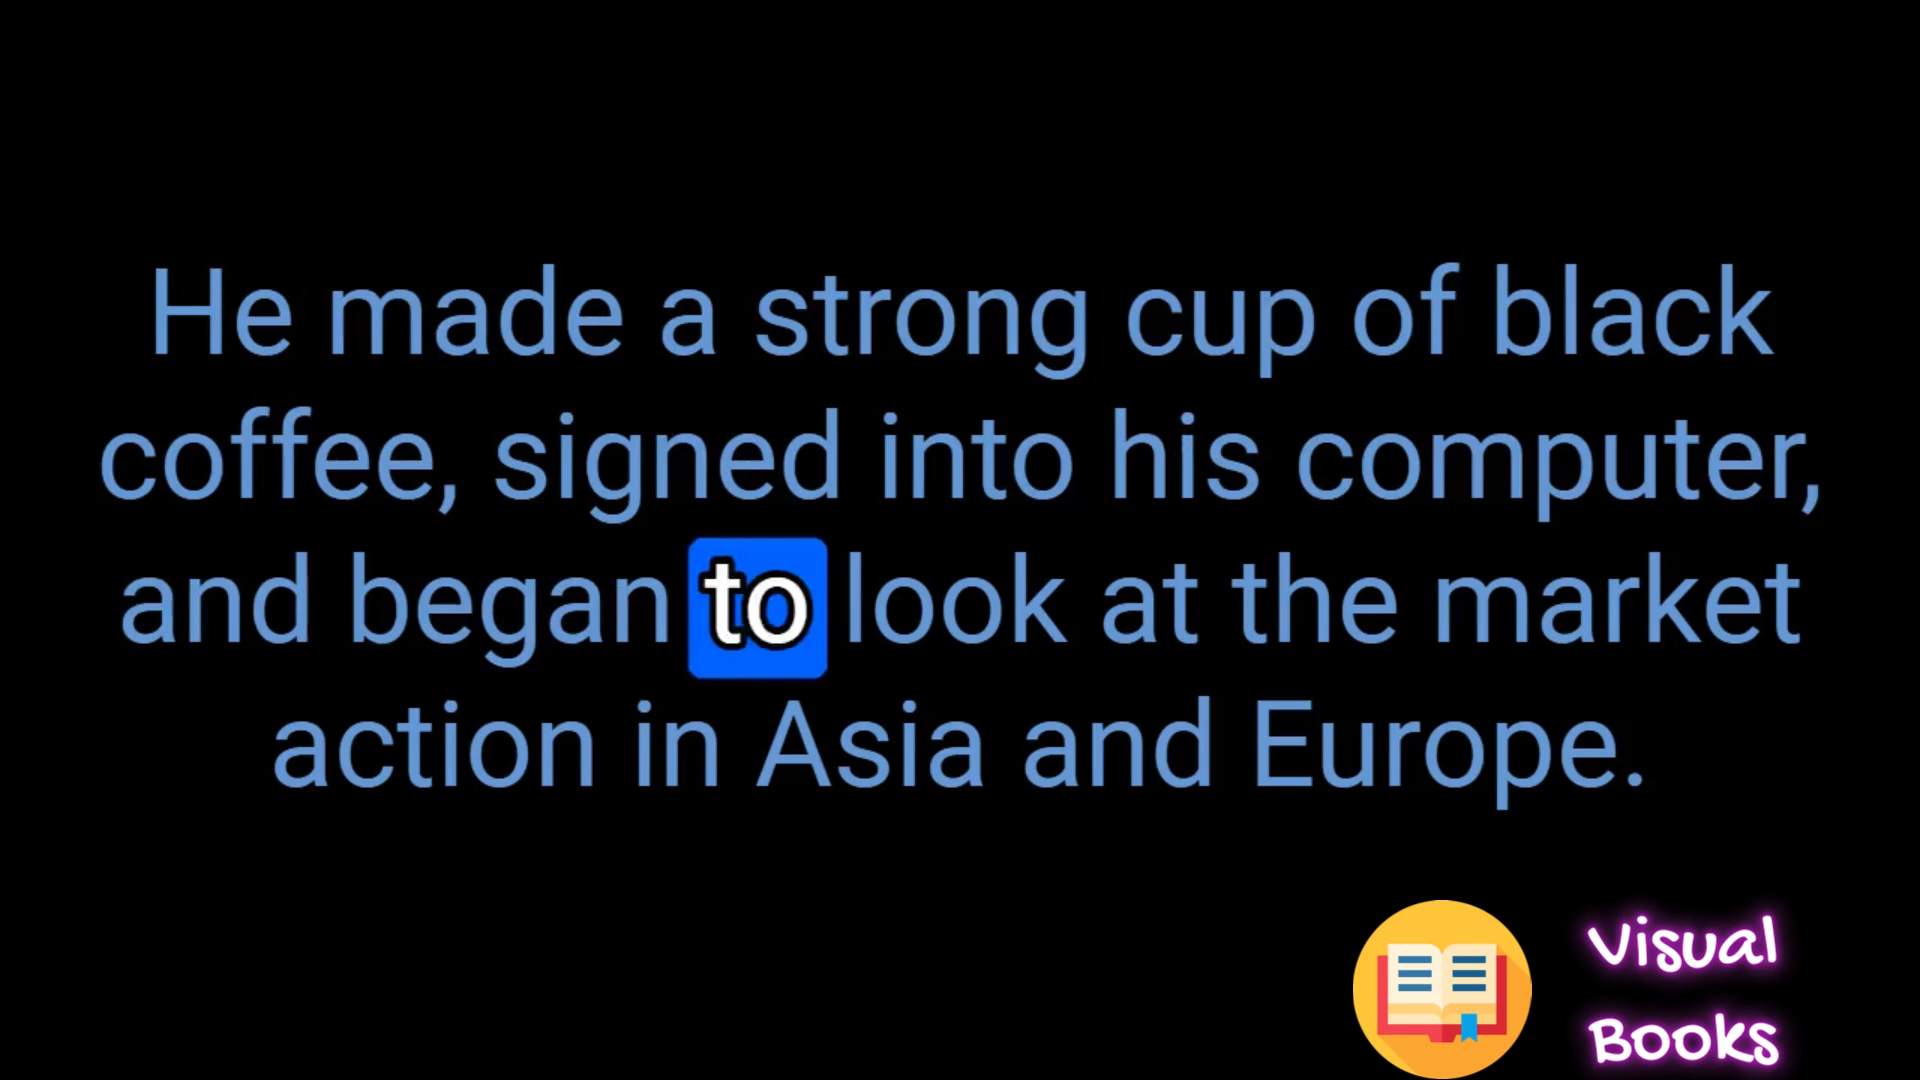 He made a strong cup of black
coffee, signed into his computer,
and began to look at the market
action in Asia and Europe.
Visual
Books